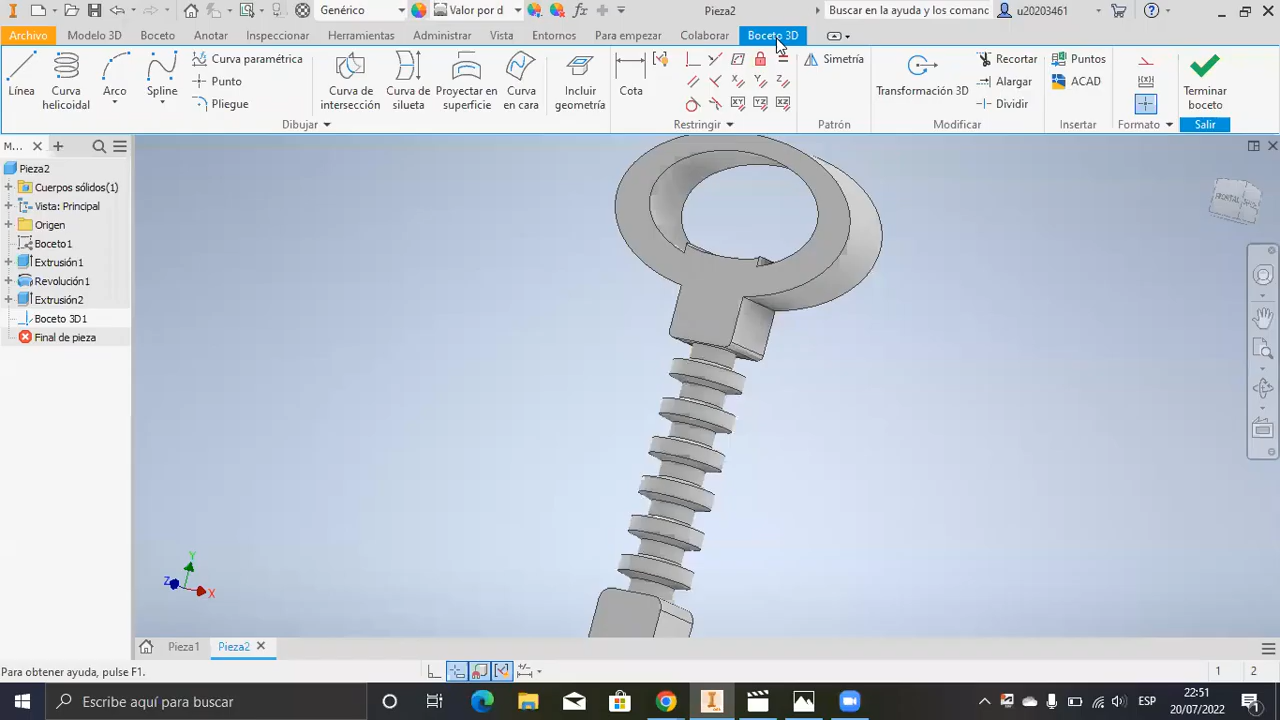 Genérico
Valor por d
Pieza2
Buscar en la ayuda y los comanc
u20203461
Archivo
Modelo 3D
Boceto
Anotar
Inspeccionar
Herramientas
Administrar
Vista
Entornos
Para empezar
Colaborar
Boceto 3D
Línea
Curva helicoidal
Arco
Spline
Curva paramétrica
Punto
Pliegue
Curva de intersección
Curva de silueta
Proyectar en superficie
Curva en cara
Incluir geometría
Cota
Simetría
Transformación 3D
Recortar
Alargar
Dividir
Puntos
ACAD
Terminar boceto
Dibujar
Restringir
Patrón
Modificar
Insertar
Formato
Salir
M...
Pieza2
Cuerpos sólidos(1)
Vista: Principal
Origen
Boceto1
Extrusión1
Revolución1
Extrusión2
Boceto 3D1
Final de pieza
FRONTAL
Y
Z
X
Pieza1
Pieza2
Para obtener ayuda, pulse F1.
1
2
Escribe aquí para buscar
ESP
22:51
20/07/2022